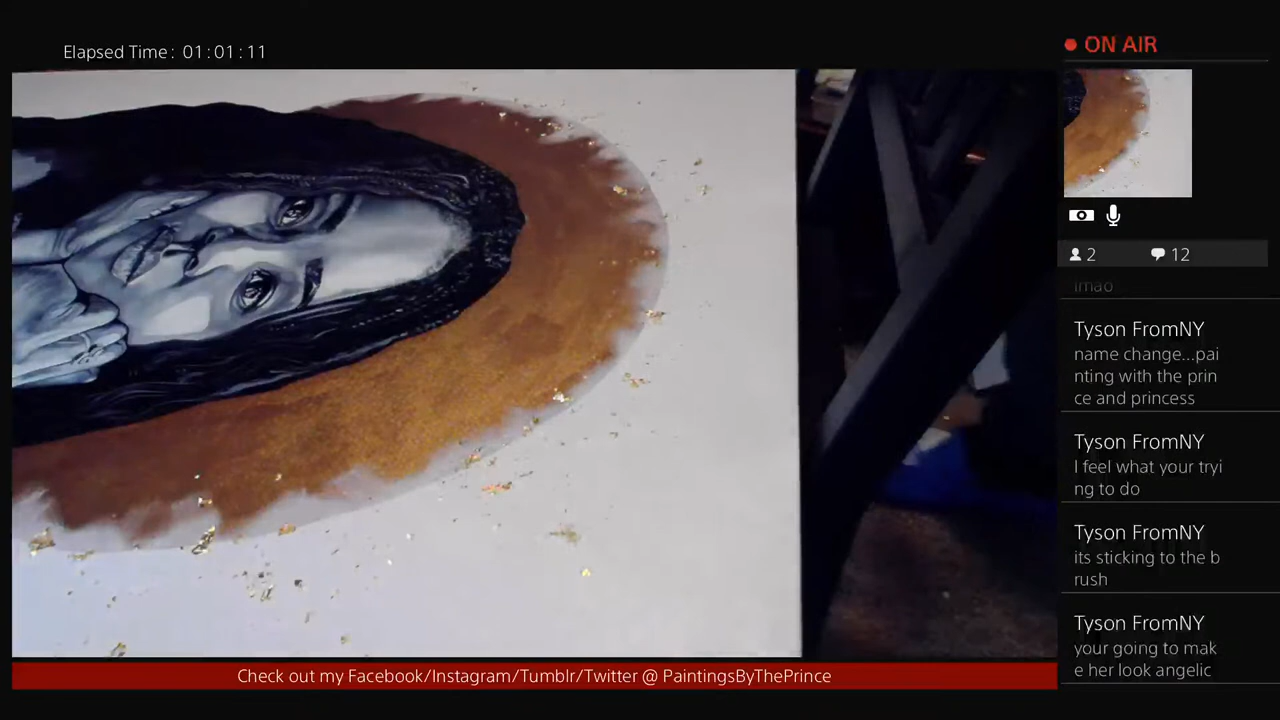 Elapsed Time: 01:01:11
ON AIR
2
12
lmao
Tyson FromNY
name change...pai
nting with the prin
ce and princess
Tyson FromNY
I feel what your tryi
ng to do
Tyson FromNY
its sticking to the b
rush
Tyson FromNY
your going to mak
e her look angelic
Check out my Facebook/Instagram/Tumblr/Twitter @ PaintingsByThePrince